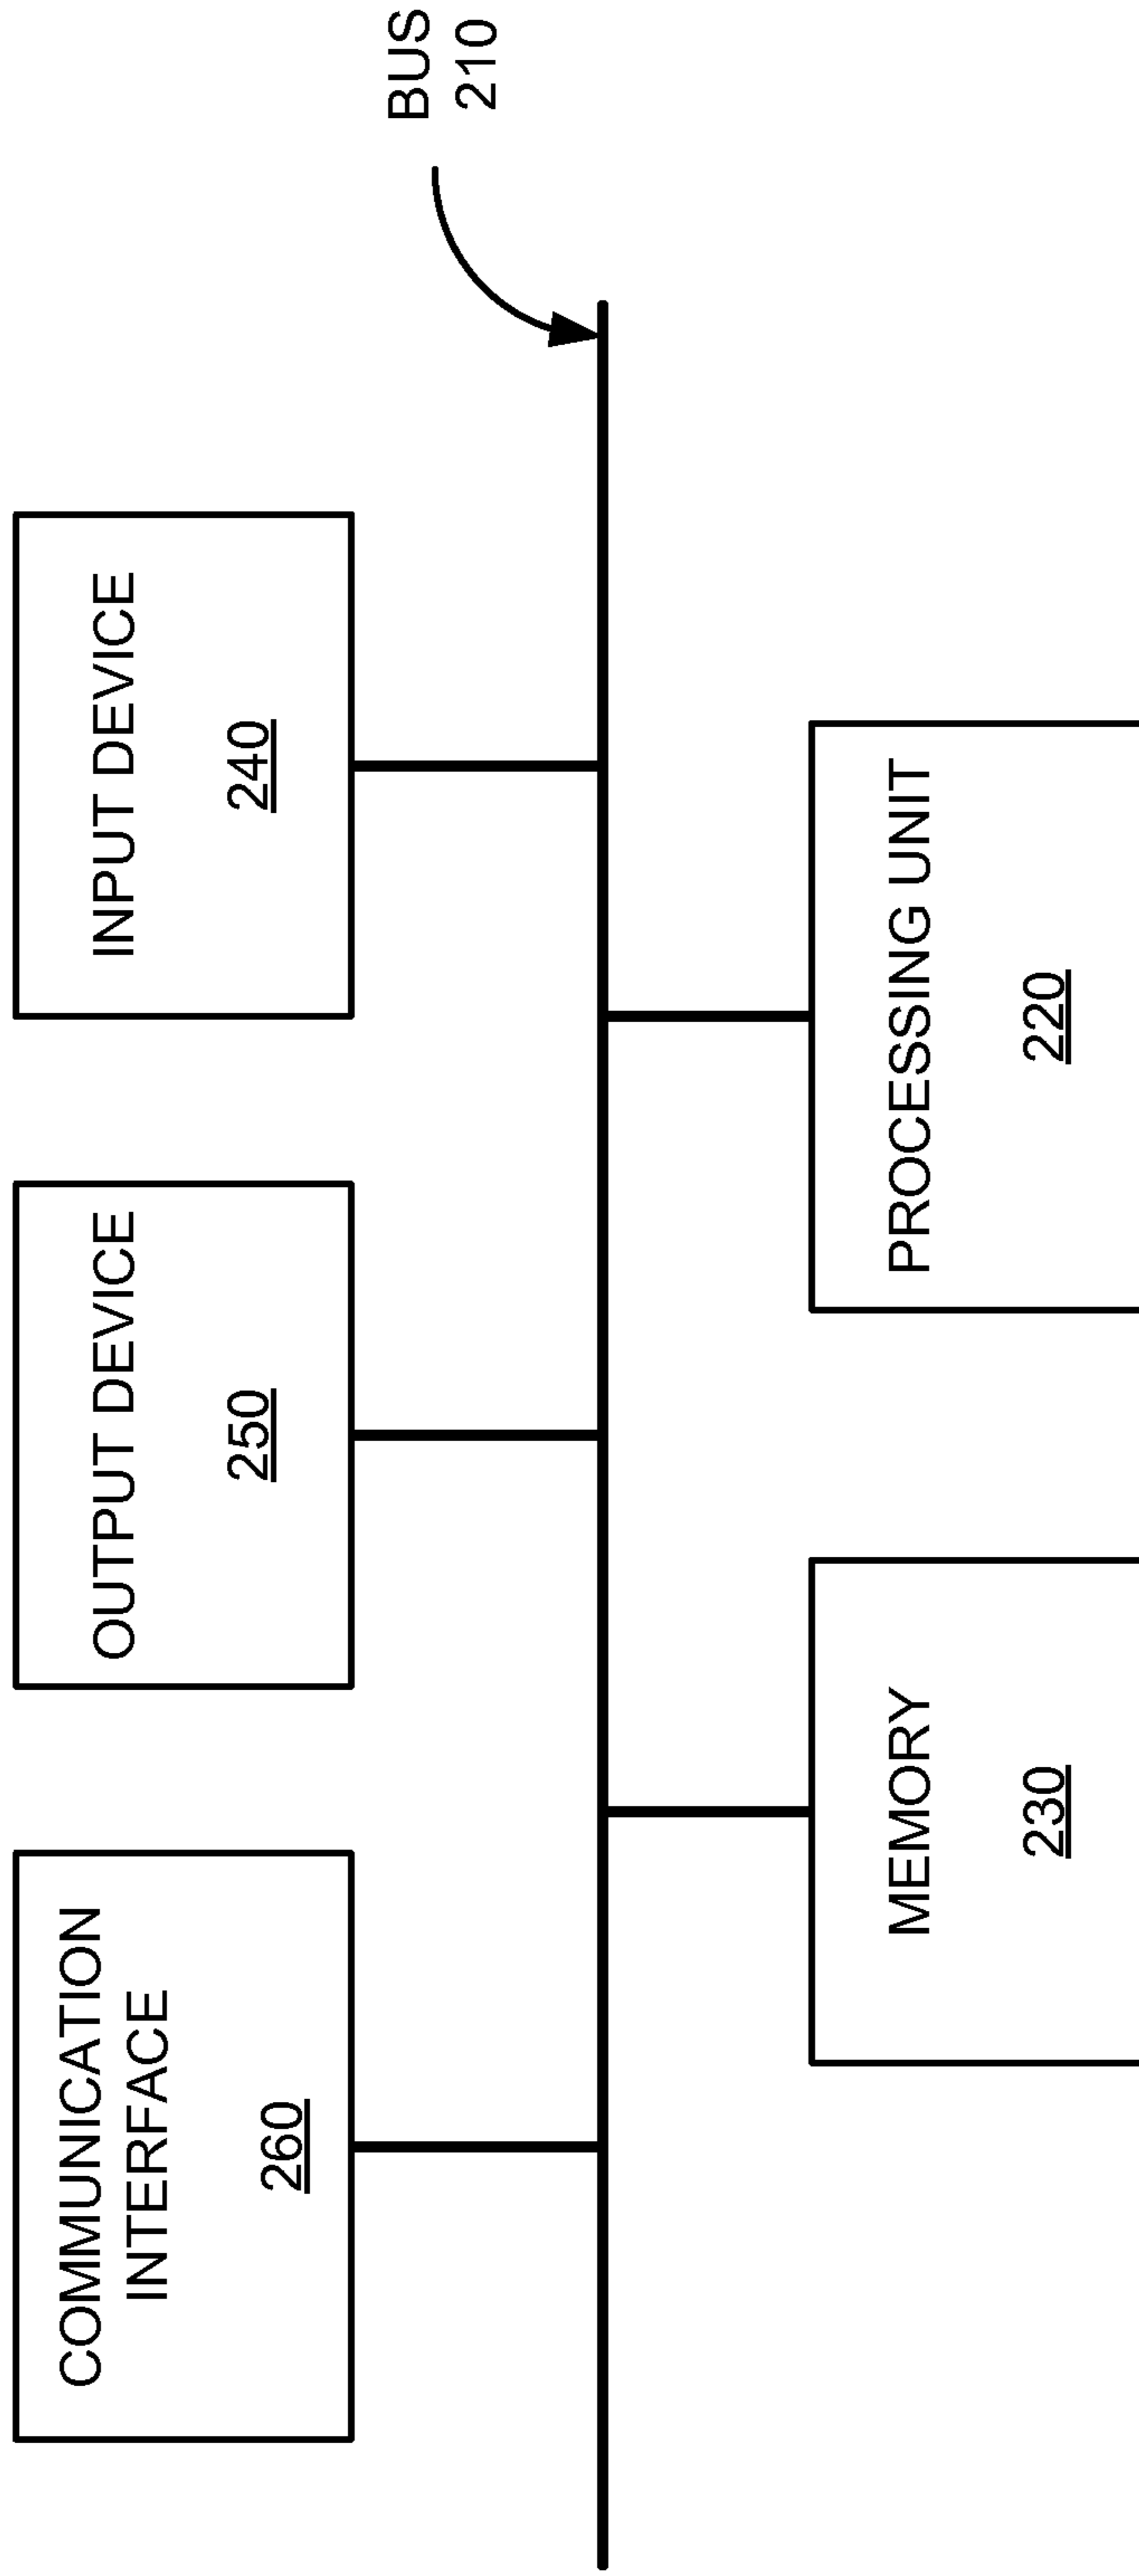 COMMUNICATION
INTERFACE
260
OUTPUT DEVICE
250
INPUT DEVICE
240
BUS
210
MEMORY
230
PROCESSING UNIT
220